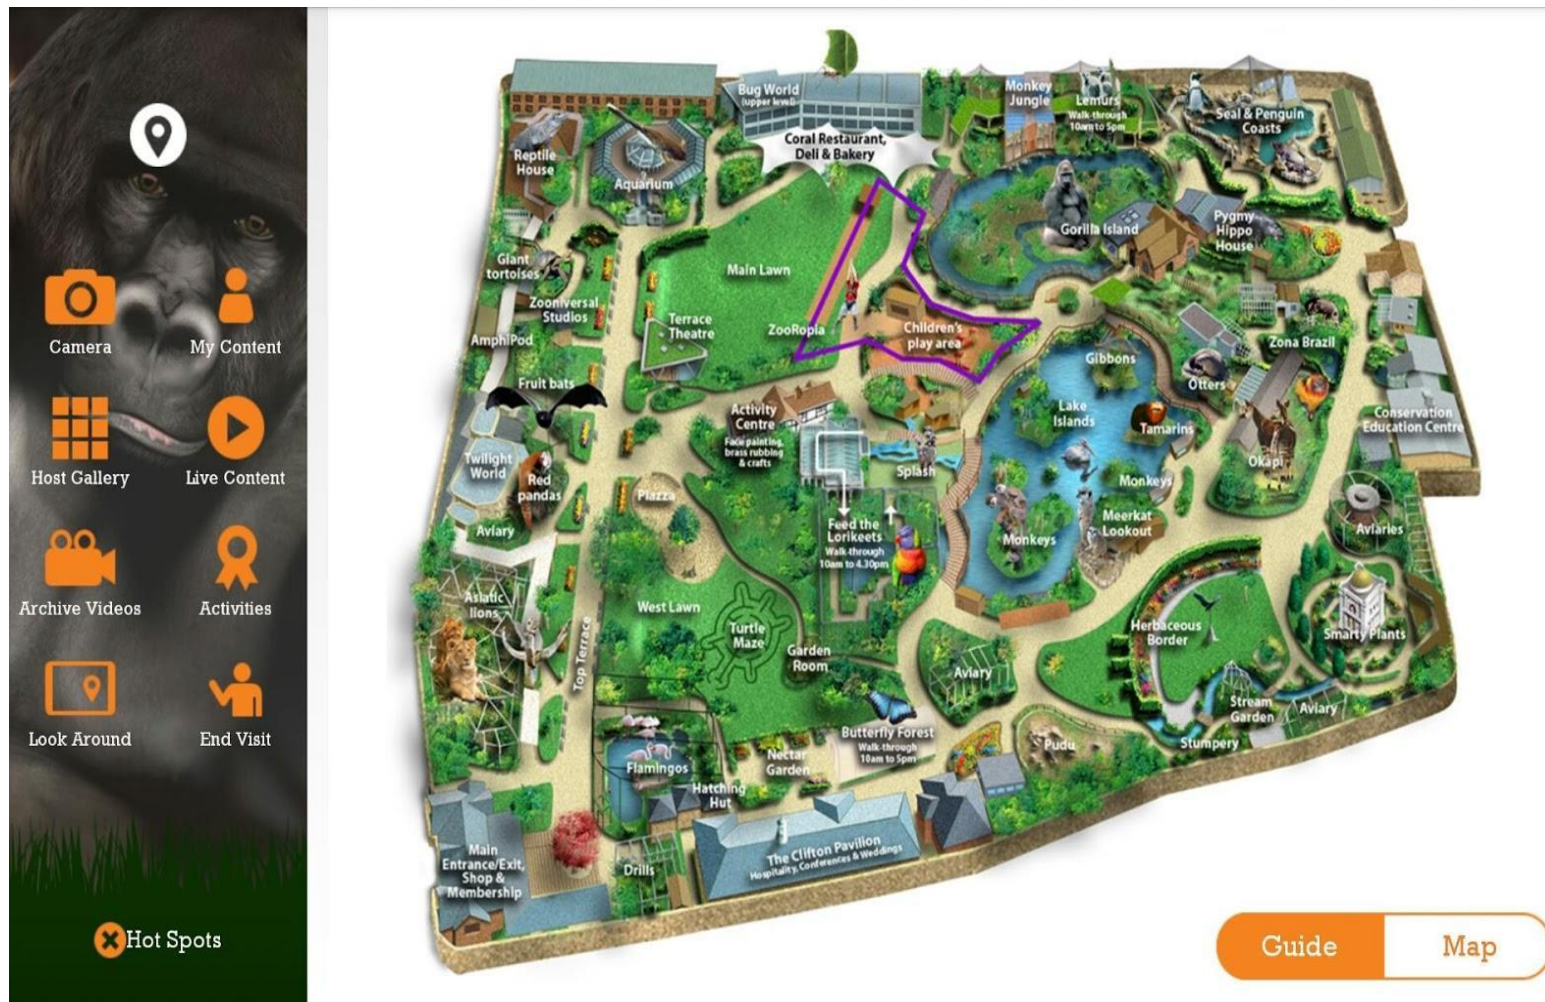 Camera
My Content
Host Gallery
Live Content
Archive Videos
Activities
Look Around
End Visit
Hot Spots
Bug World
(upper level)
Coral Restaurant,
Deli & Bakery
Monkey
Jungle
Lemurs
Walk-through
10am to 5pm
Seal & Penguin
Coasts
Reptile
House
Aquarium
Gorilla Island
Pygmy
Hippo
House
Giant
tortoises
Main Lawn
Zooniversal
Studios
Terrace
Theatre
ZooRopia
Children's
play area
AmphiPod
Zona Brazil
Gibbons
Otters
Fruit bats
Activity
Centre
Face painting,
brass rubbing
& crafts
Lake
Islands
Tamarins
Conservation
Education Centre
Twilight
World
Red
pandas
Splash
Okapi
Monkeys
Plazza
Aviary
Feed the
Lorikeets
Walk-through
10am to 4.30pm
Monkeys
Meerkat
Lookout
Aviaries
Asiatic
lions
West Lawn
Turtle
Maze
Garden
Room
Top Terrace
Herbaceous
Border
Smarty Plants
Aviary
Stream
Garden
Aviary
Stumpery
Butterfly Forest
Walk-through
10am to 5pm
Pudu
Flamingos
Nectar
Garden
Hatching
Hut
Main
Entrance/Exit,
Shop &
Membership
Drills
The Clifton Pavilion
Hospitality, Conferences & Weddings
Guide
Map